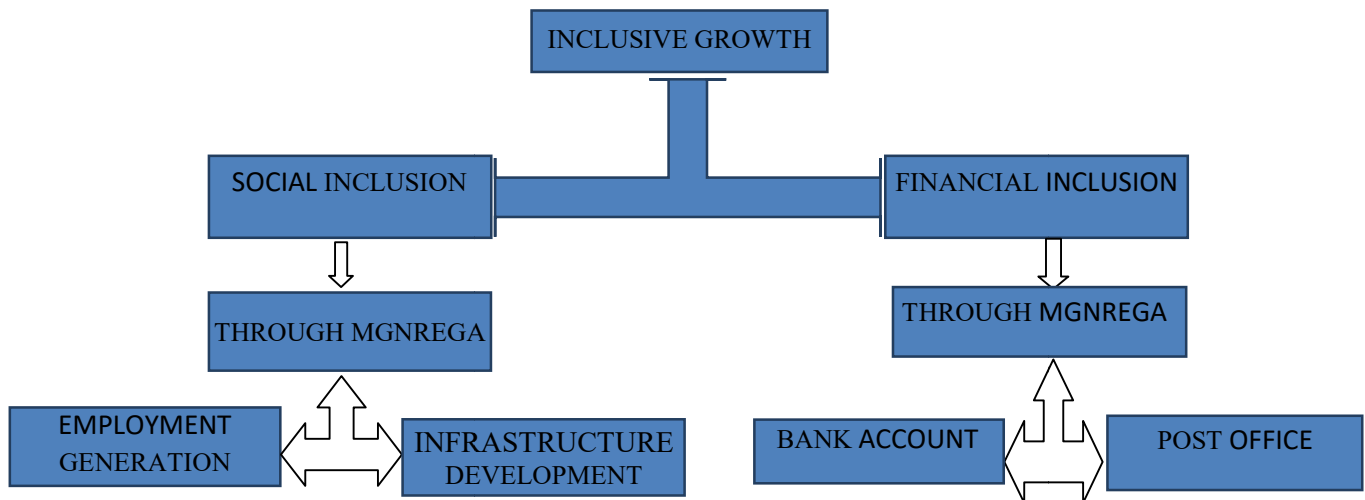 INCLUSIVE GROWTH
SOCIAL INCLUSION
FINANCIAL INCLUSION
THROUGH MGNREGA
THROUGH MGNREGA
EMPLOYMENT
GENERATION
INFRASTRUCTURE
DEVELOPMENT
BANK ACCOUNT
POST OFFICE